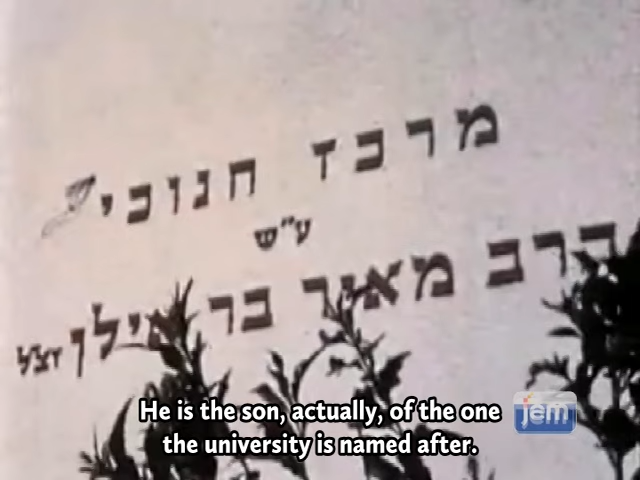 מרכז חנוכי
ע"ש
הרב מאיר בר אילן זצ"ל
He is the son, actually, of the one
the university is named after.
jem